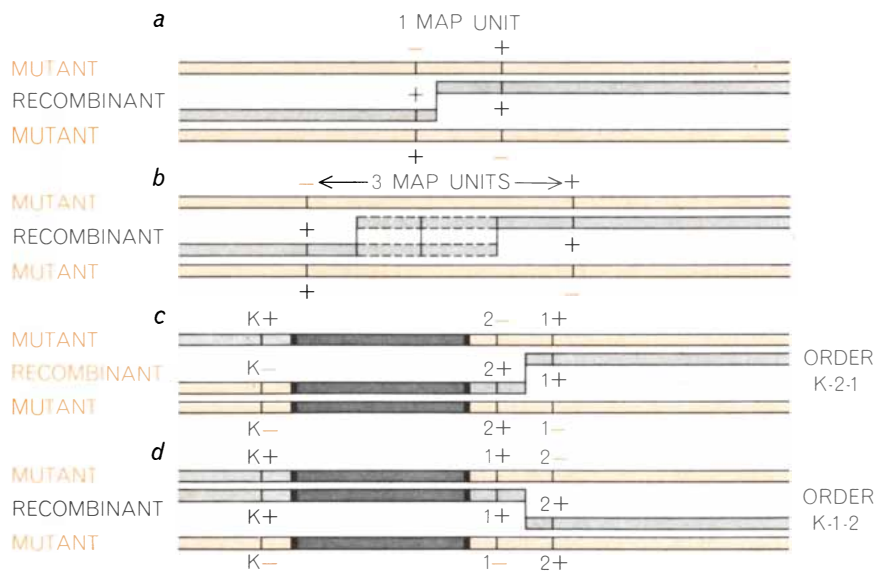 a
1 MAP UNIT
− +
MUTANT
+ +
RECOMBINANT
MUTANT
+ −
b
− ← 3 MAP UNITS → +
MUTANT
RECOMBINANT
+ +
MUTANT
+ −
c
K+ 2− 1+
MUTANT
K− 2+ 1+
RECOMBINANT
ORDER
K-2-1
MUTANT
K− 2+ 1−
d
K+ 1+ 2−
MUTANT
RECOMBINANT
K+ 1+ 2+
ORDER
K-1-2
MUTANT
K− 1− 2+